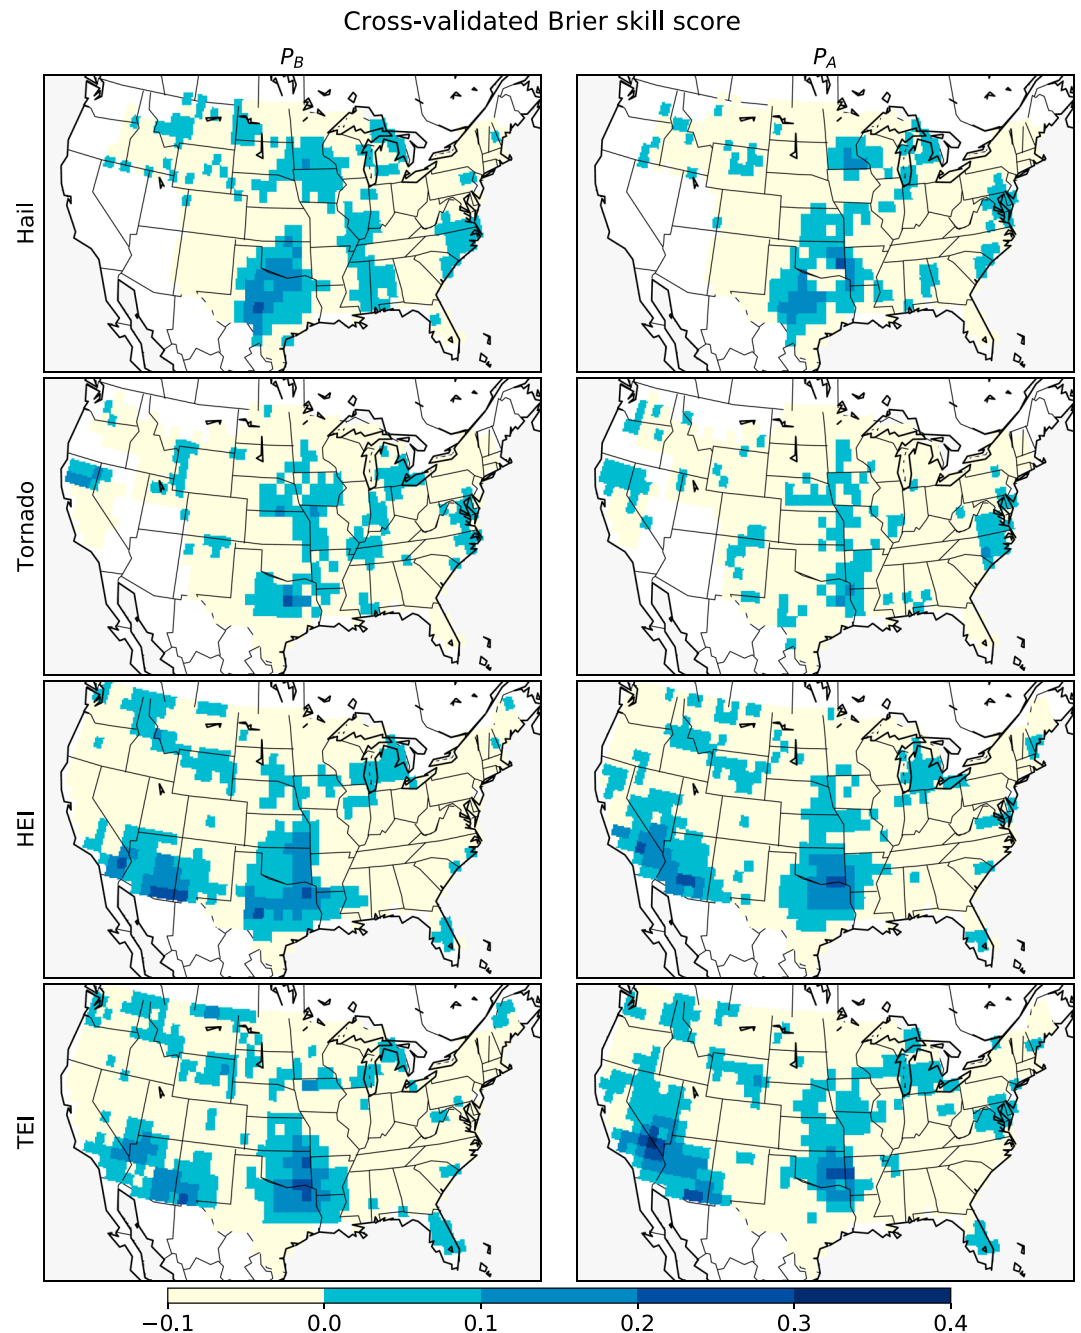 Cross-validated Brier skill score
P_B
P_A
Hail
Tornado
HEI
TEI
−0.1
0.0
0.1
0.2
0.3
0.4